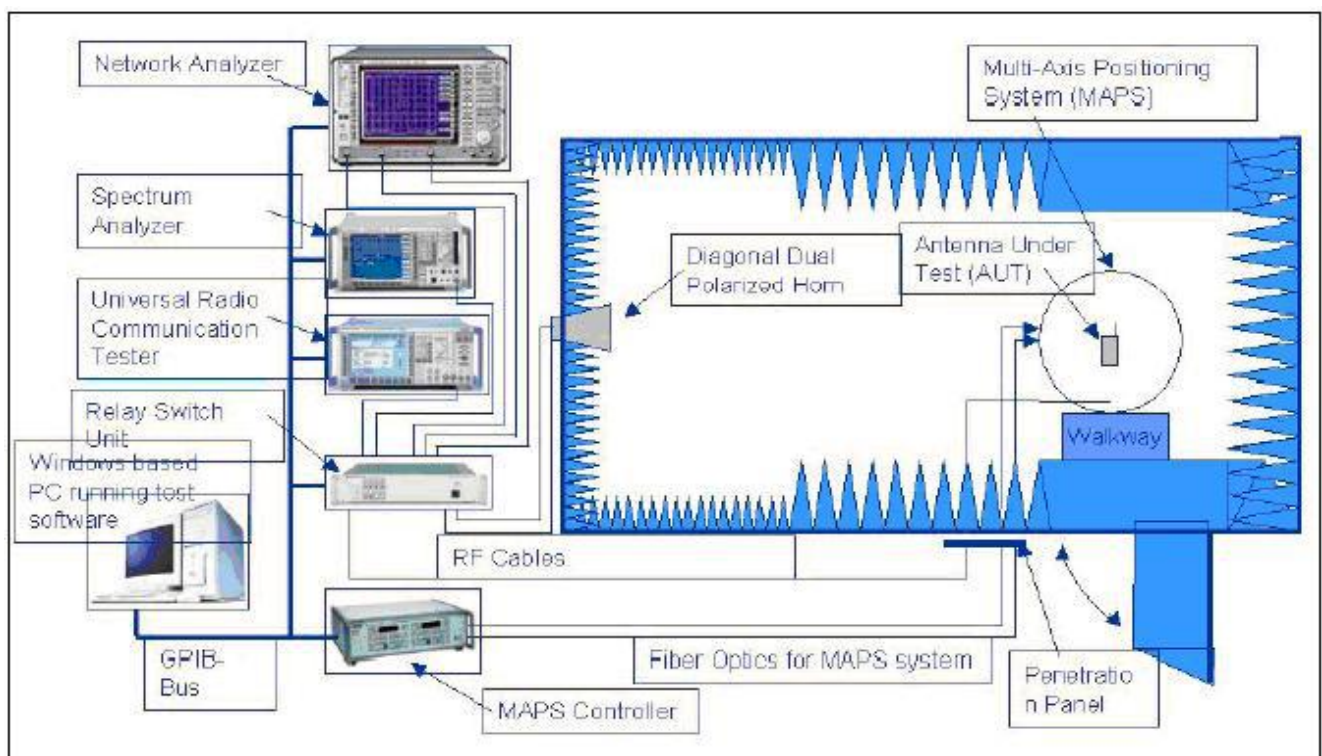 Network Analyzer
Multi-Axis Positioning
System (MAPS)
Spectrum
Analyzer
Diagonal Dual
Polarized Horn
Antenna Under
Test (AUT)
Universal Radio
Communication
Tester
Relay Switch
Unit
Walkway
Windows based
PC running test
software
RF Cables
GPIB-
Bus
Fiber Optics for MAPS system
Penetratio
n Panel
MAPS Controller